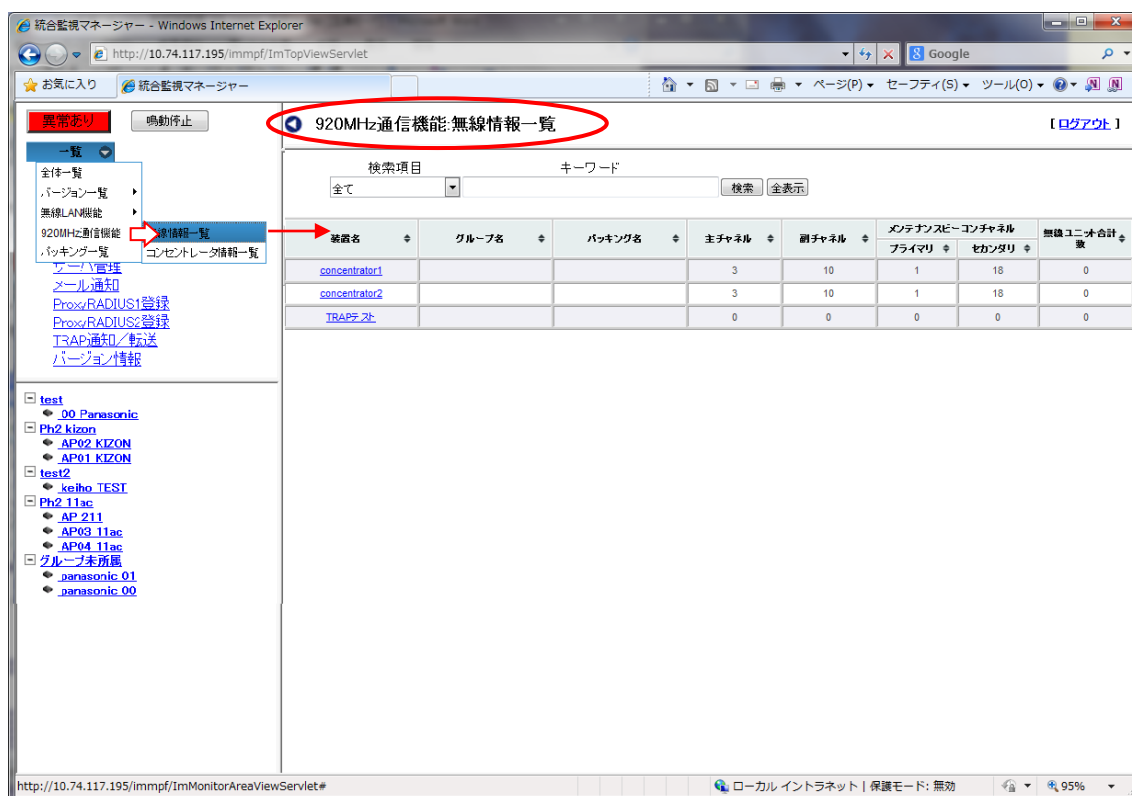 統合監視マネージャー - Windows Internet Explorer
http://10.74.117.195/immpf/ImTopViewServlet
Google
お気に入り
統合監視マネージャー
ページ(P)
セーフティ(S)
ツール(O)
異常あり
鳴動停止
920MHz通信機能:無線情報一覧
[ログアウト]
一覧
全体一覧
バージョン一覧
無線LAN機能
920MHz通信機能
パッキング一覧
線情報一覧
コンセントレータ情報一覧
サーバ管理
メール通知
Proxy/RADIUS1登録
Proxy/RADIUS2登録
TRAP通知/転送
バージョン情報
検索項目 キーワード
全て 検索 全表示
装置名 グループ名 パッキング名 主チャネル 副チャネル メンテナンスビーコンチャネル 無線ユニット合計数
プライマリ セカンダリ
concentrator1 3 10 1 18 0
concentrator2 3 10 1 18 0
TRAPテスト 0 0 0 0 0
test
00 Panasonic
Ph2 kizon
AP02 KIZON
AP01 KIZON
test2
keiho TEST
Ph2 11ac
AP 211
AP03 11ac
AP04 11ac
グループ未所属
panasonic 01
panasonic 00
http://10.74.117.195/immpf/ImMonitorAreaViewServlet#
ローカル イントラネット | 保護モード: 無効
95%